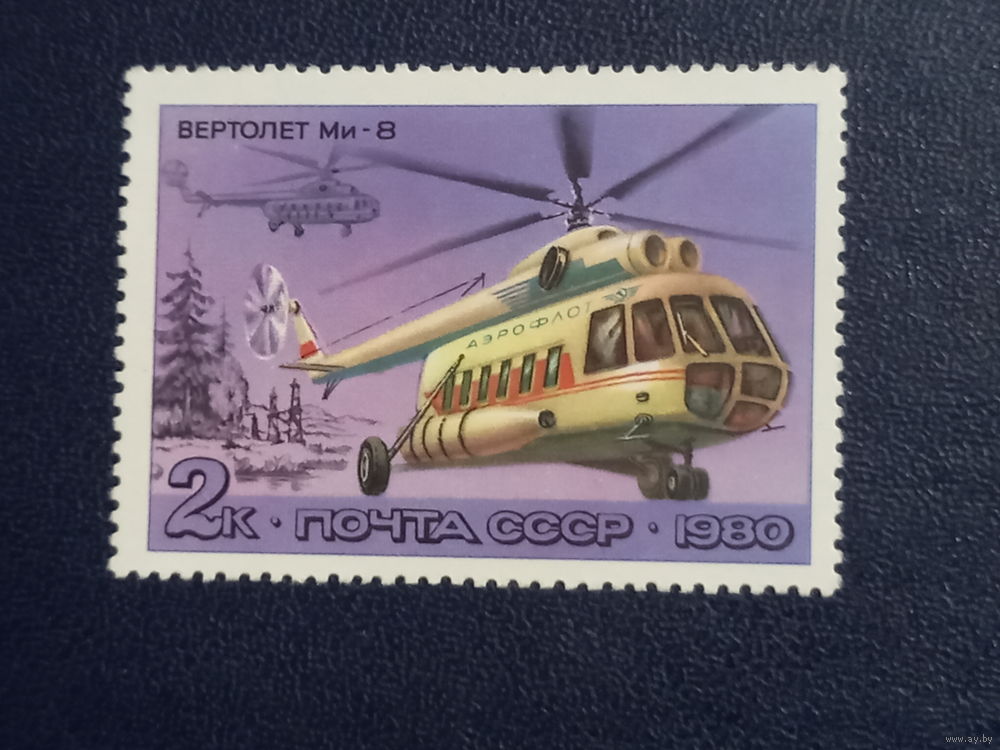 ВЕРТОЛЕТ Ми-8
АЭРОФЛОТ
2к · ПОЧТА СССР · 1980
www.ay.by